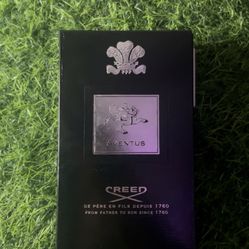 AVENTUS
CREED
DE PÈRE EN FILS DEPUIS 1760
FROM FATHER TO SON SINCE 1760